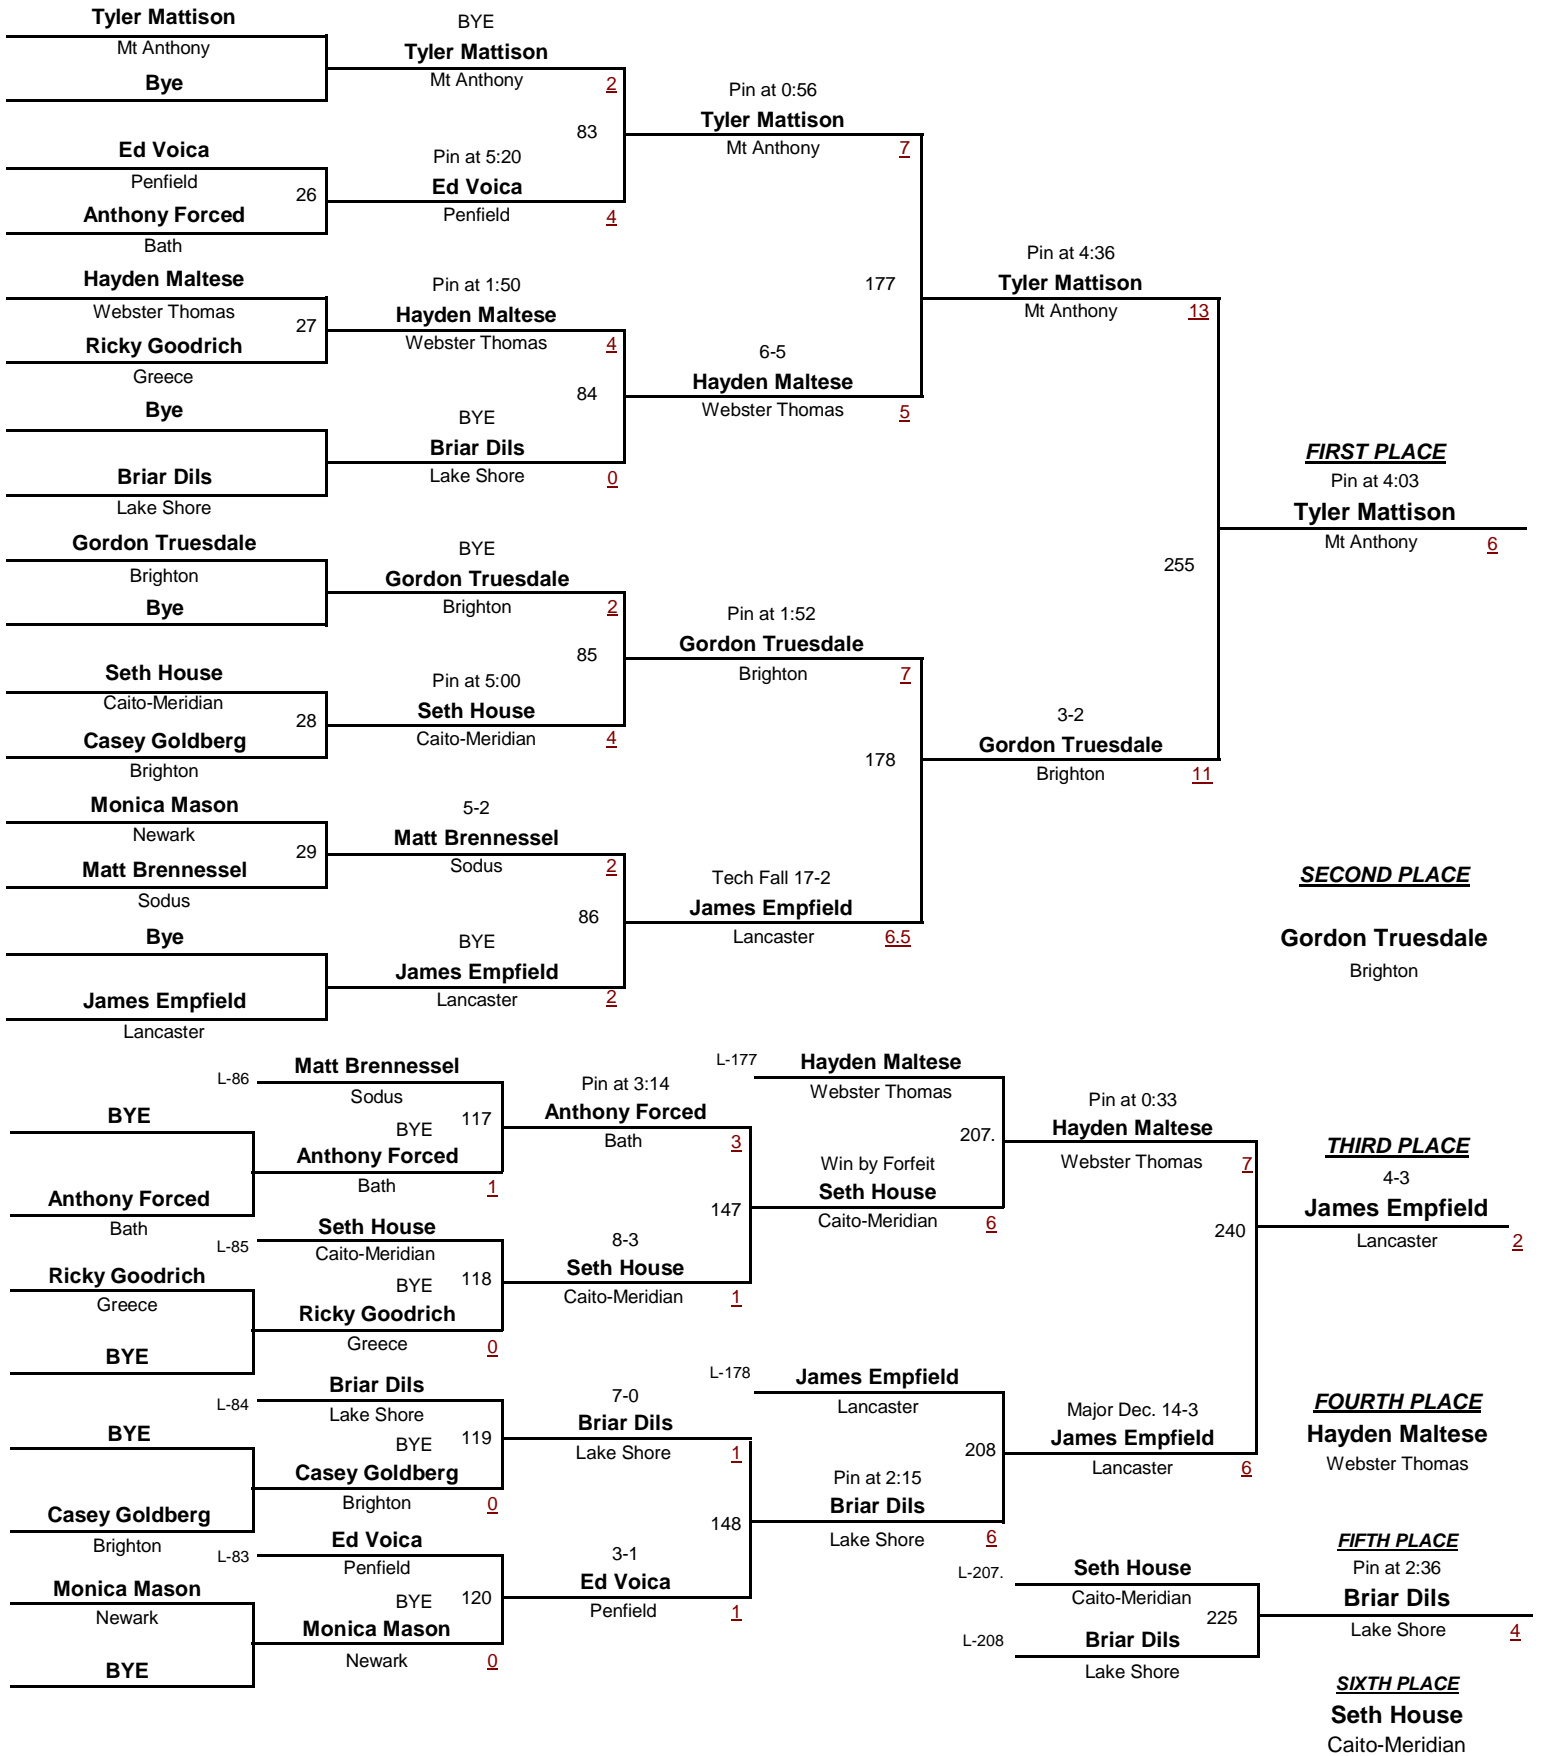 Tyler Mattison
Mt Anthony
Bye
Ed Voica
Penfield
26
Anthony Forced
Bath
Hayden Maltese
Webster Thomas
27
Ricky Goodrich
Greece
Bye
Briar Dils
Lake Shore
Gordon Truesdale
Brighton
Bye
Seth House
Caito-Meridian
28
Casey Goldberg
Brighton
Monica Mason
Newark
29
Matt Brennessel
Sodus
Bye
James Empfield
Lancaster
BYE
Tyler Mattison
Mt Anthony
2
83
Pin at 5:20
Ed Voica
Penfield
4
Pin at 1:50
Hayden Maltese
Webster Thomas
4
84
BYE
Briar Dils
Lake Shore
0
BYE
Gordon Truesdale
Brighton
2
85
Pin at 5:00
Seth House
Caito-Meridian
4
5-2
Matt Brennessel
Sodus
2
86
BYE
James Empfield
Lancaster
2
Pin at 0:56
Tyler Mattison
Mt Anthony
7
177
6-5
Hayden Maltese
Webster Thomas
5
Pin at 1:52
Gordon Truesdale
Brighton
7
178
Tech Fall 17-2
James Empfield
Lancaster
6.5
Pin at 4:36
Tyler Mattison
Mt Anthony
13
255
3-2
Gordon Truesdale
Brighton
11
FIRST PLACE
Pin at 4:03
Tyler Mattison
Mt Anthony
6
SECOND PLACE
Gordon Truesdale
Brighton
BYE
Anthony Forced
Bath
Ricky Goodrich
Greece
BYE
BYE
Casey Goldberg
Brighton
Monica Mason
Newark
BYE
L-86
Matt Brennessel
Sodus
117
BYE
Anthony Forced
Bath
1
L-85
Seth House
Caito-Meridian
118
BYE
Ricky Goodrich
Greece
0
L-84
Briar Dils
Lake Shore
119
BYE
Casey Goldberg
Brighton
0
L-83
Ed Voica
Penfield
120
BYE
Monica Mason
Newark
0
Pin at 3:14
Anthony Forced
Bath
3
147
8-3
Seth House
Caito-Meridian
1
7-0
Briar Dils
Lake Shore
1
148
3-1
Ed Voica
Penfield
1
L-177
Hayden Maltese
Webster Thomas
207.
Win by Forfeit
Seth House
Caito-Meridian
6
L-178
James Empfield
Lancaster
208
Pin at 2:15
Briar Dils
Lake Shore
6
Pin at 0:33
Hayden Maltese
Webster Thomas
7
240
Major Dec. 14-3
James Empfield
Lancaster
6
THIRD PLACE
4-3
James Empfield
Lancaster
2
FOURTH PLACE
Hayden Maltese
Webster Thomas
L-207.
Seth House
Caito-Meridian
225
L-208
Briar Dils
Lake Shore
FIFTH PLACE
Pin at 2:36
Briar Dils
Lake Shore
4
SIXTH PLACE
Seth House
Caito-Meridian